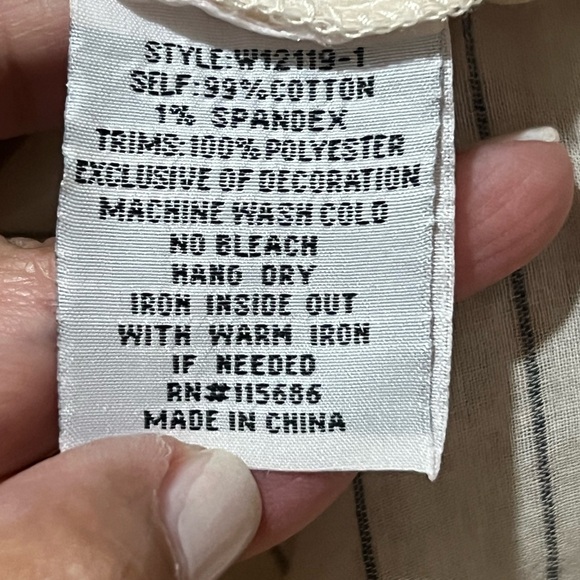 STYLE:W12119-1
SELF:99%COTTON
1% SPANDEX
TRIMS:100%POLYESTER
EXCLUSIVE OF DECORATION
MACHINE WASH COLD
NO BLEACH
HANG DRY
IRON INSIDE OUT
WITH WARM IRON
IF NEEDED
RN#115686
MADE IN CHINA